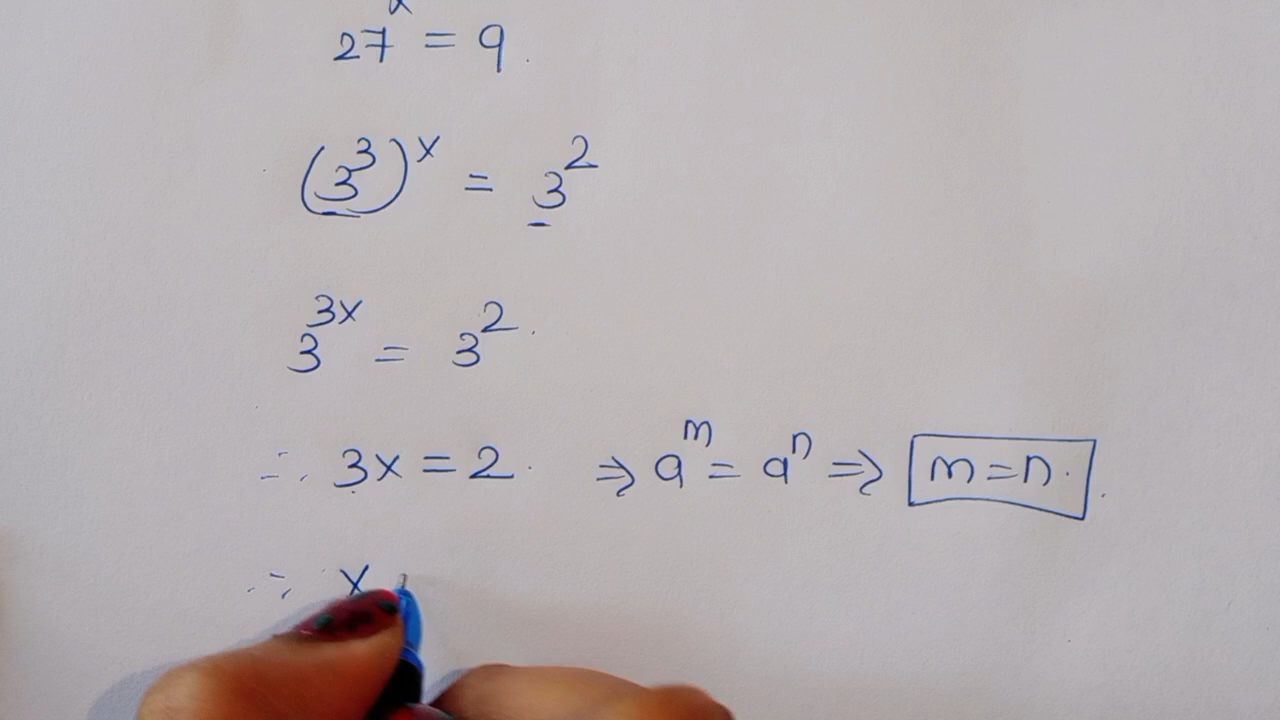 27^x = 9.
(3^3)^x = 3^2
3^{3x} = 3^2.
∴ 3x = 2. ⇒ a^m = a^n ⇒ m = n.
∴ x